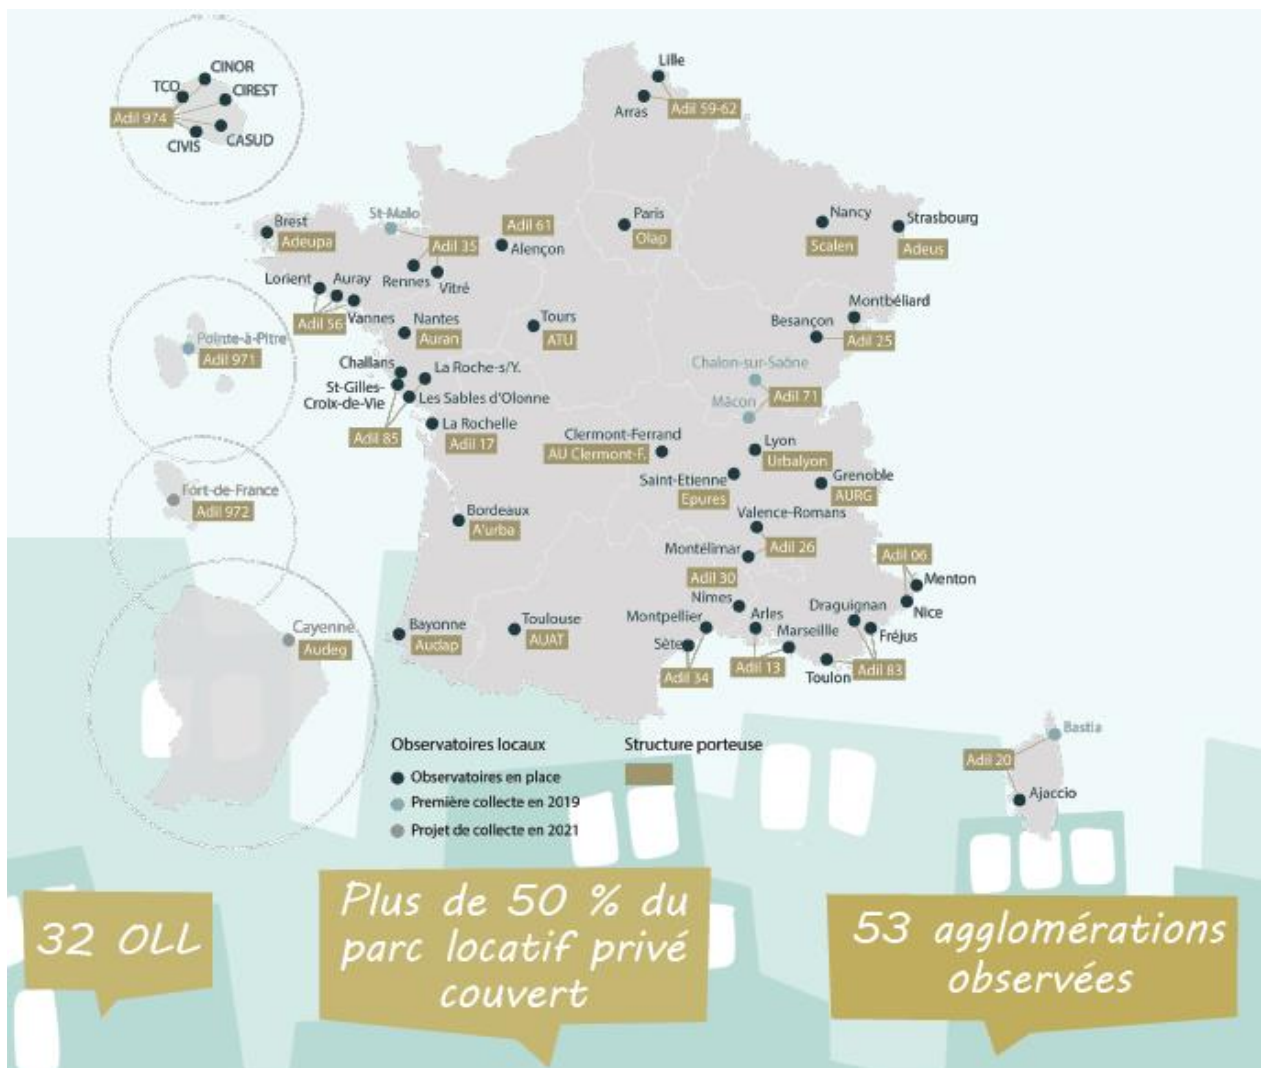 CINOR
TCO
CIREST
Adil 974
CIVIS
CASUD
Lille
Arras
Adil 59-62
St-Malo
Brest
Adeupa
Adil 35
Rennes
Vitré
Adil 61
Alençon
Paris
Olap
Nancy
Scalen
Strasbourg
Adeus
Lorient
Auray
Vannes
Adil 56
Nantes
Auran
Tours
ATU
Montbéliard
Besançon
Adil 25
Pointe-à-Pitre
Adil 971
Challans
La Roche-s/Y.
St-Gilles-
Croix-de-Vie
Les Sables d'Olonne
Adil 85
La Rochelle
Adil 17
Chalon-sur-Saône
Mâcon
Adil 71
Clermont-Ferrand
AU Clermont-F.
Lyon
Urbalyon
Saint-Etienne
Epures
Grenoble
AURG
Fort-de-France
Adil 972
Bordeaux
A'urba
Valence-Romans
Montélimar
Adil 26
Adil 06
Menton
Nice
Adil 30
Nîmes
Cayenne
Audeg
Bayonne
Audap
Toulouse
AUAT
Montpellier
Sète
Adil 34
Arles
Marseillle
Adil 13
Draguignan
Fréjus
Toulon
Adil 83
Bastia
Adil 20
Ajaccio
Observatoires locaux
Structure porteuse
Observatoires en place
Première collecte en 2019
Projet de collecte en 2021
32 OLL
Plus de 50 % du
parc locatif privé
couvert
53 agglomérations
observées